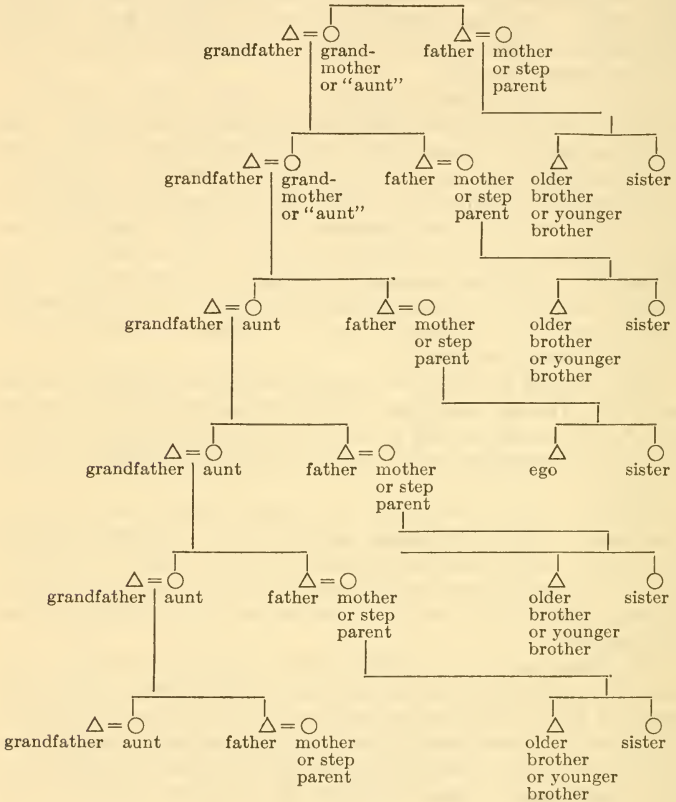 grandfather grand- father mother
mother or step
or "aunt" parent
grandfather grand- father mother older sister
mother or step brother
or "aunt" parent or younger
brother
grandfather aunt father mother older sister
or step brother
parent or younger
brother
grandfather aunt father mother ego sister
or step
parent
grandfather aunt father mother older sister
or step brother
parent or younger
brother
grandfather aunt father mother older sister
or step brother
parent or younger
brother